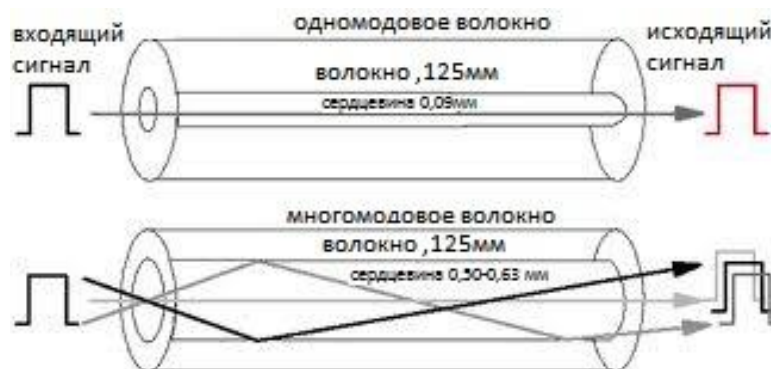 входящий
сигнал
одномодовое волокно
исходящий
сигнал
волокно ,125мм
сердцевина 0,09мм
многомодовое волокно
волокно ,125мм
сердцевина 0,50-0,63 мм